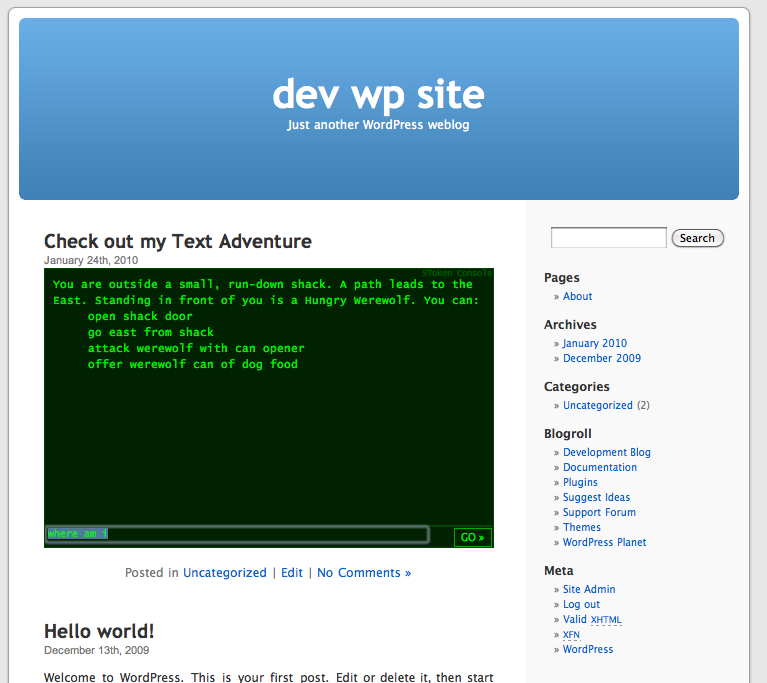 dev wp site
Just another WordPress weblog
Check out my Text Adventure
January 24th, 2010
SToken Console
You are outside a small, run-down shack. A path leads to the
East. Standing in front of you is a Hungry Werewolf. You can:
open shack door
go east from shack
attack werewolf with can opener
offer werewolf can of dog food
where am i
GO »
Posted in Uncategorized | Edit | No Comments »
Hello world!
December 13th, 2009
Welcome to WordPress. This is your first post. Edit or delete it, then start
Search
Pages
» About
Archives
» January 2010
» December 2009
Categories
» Uncategorized (2)
Blogroll
» Development Blog
» Documentation
» Plugins
» Suggest Ideas
» Support Forum
» Themes
» WordPress Planet
Meta
» Site Admin
» Log out
» Valid XHTML
» XFN
» WordPress